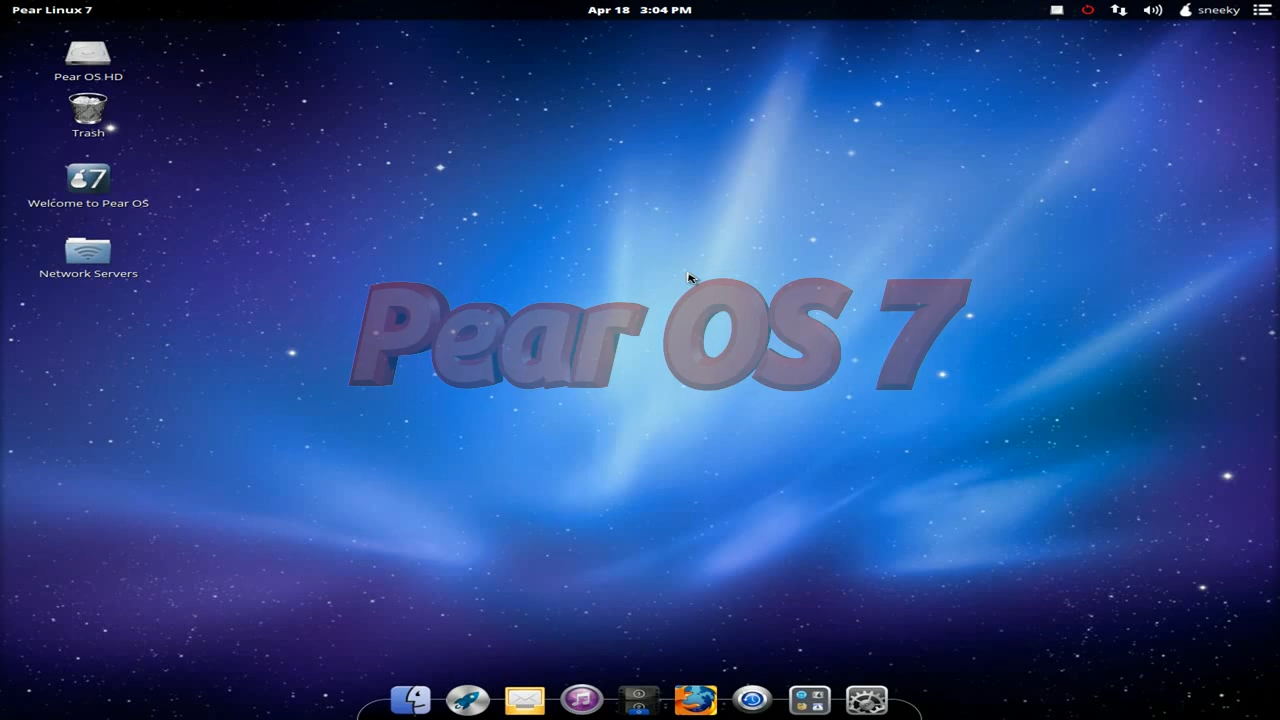 Pear Linux 7
Apr 18 3:04 PM
sneeky
Pear OS HD
Trash
7
Welcome to Pear OS
Network Servers
Pear OS 7